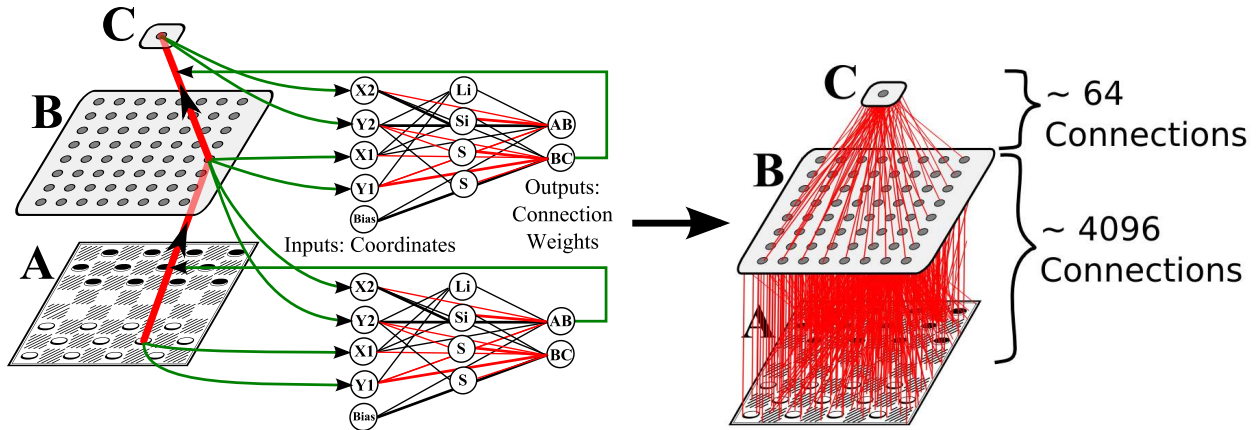 C
B
A
X2
Y2
X1
Y1
Bias
Li
Si
S
S
AB
BC
Inputs: Coordinates
Outputs:
Connection
Weights
X2
Y2
X1
Y1
Bias
Li
Si
S
S
AB
BC
C
B
A
~ 64
Connections
~ 4096
Connections